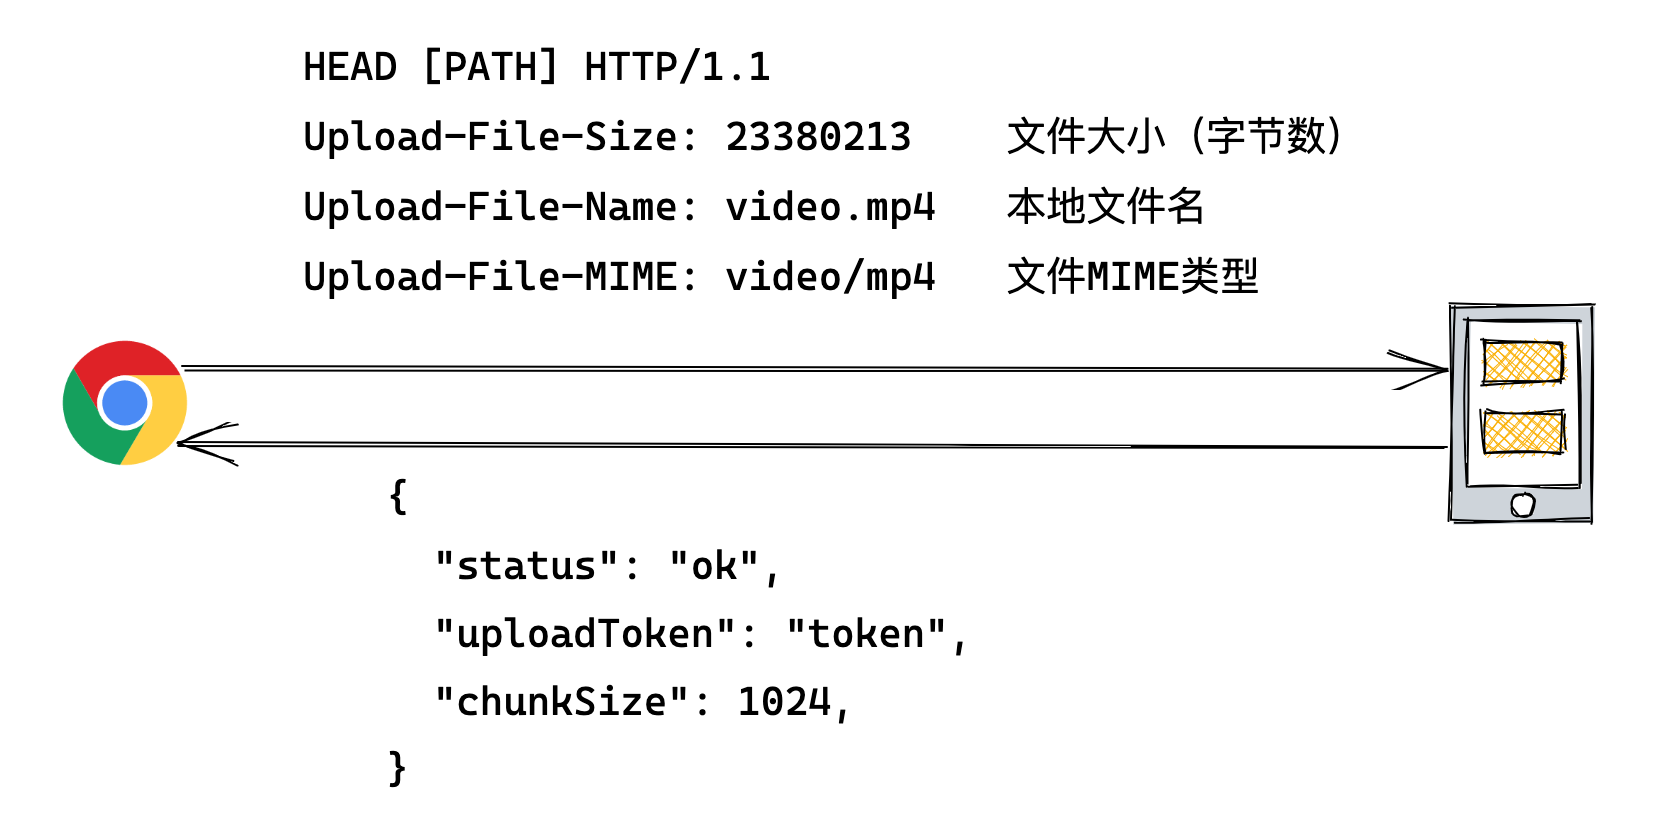 HEAD [PATH] HTTP/1.1
Upload-File-Size: 23380213 文件大小（字节数）
Upload-File-Name: video.mp4 本地文件名
Upload-File-MIME: video/mp4 文件MIME类型
{
"status": "ok",
"uploadToken": "token",
"chunkSize": 1024,
}